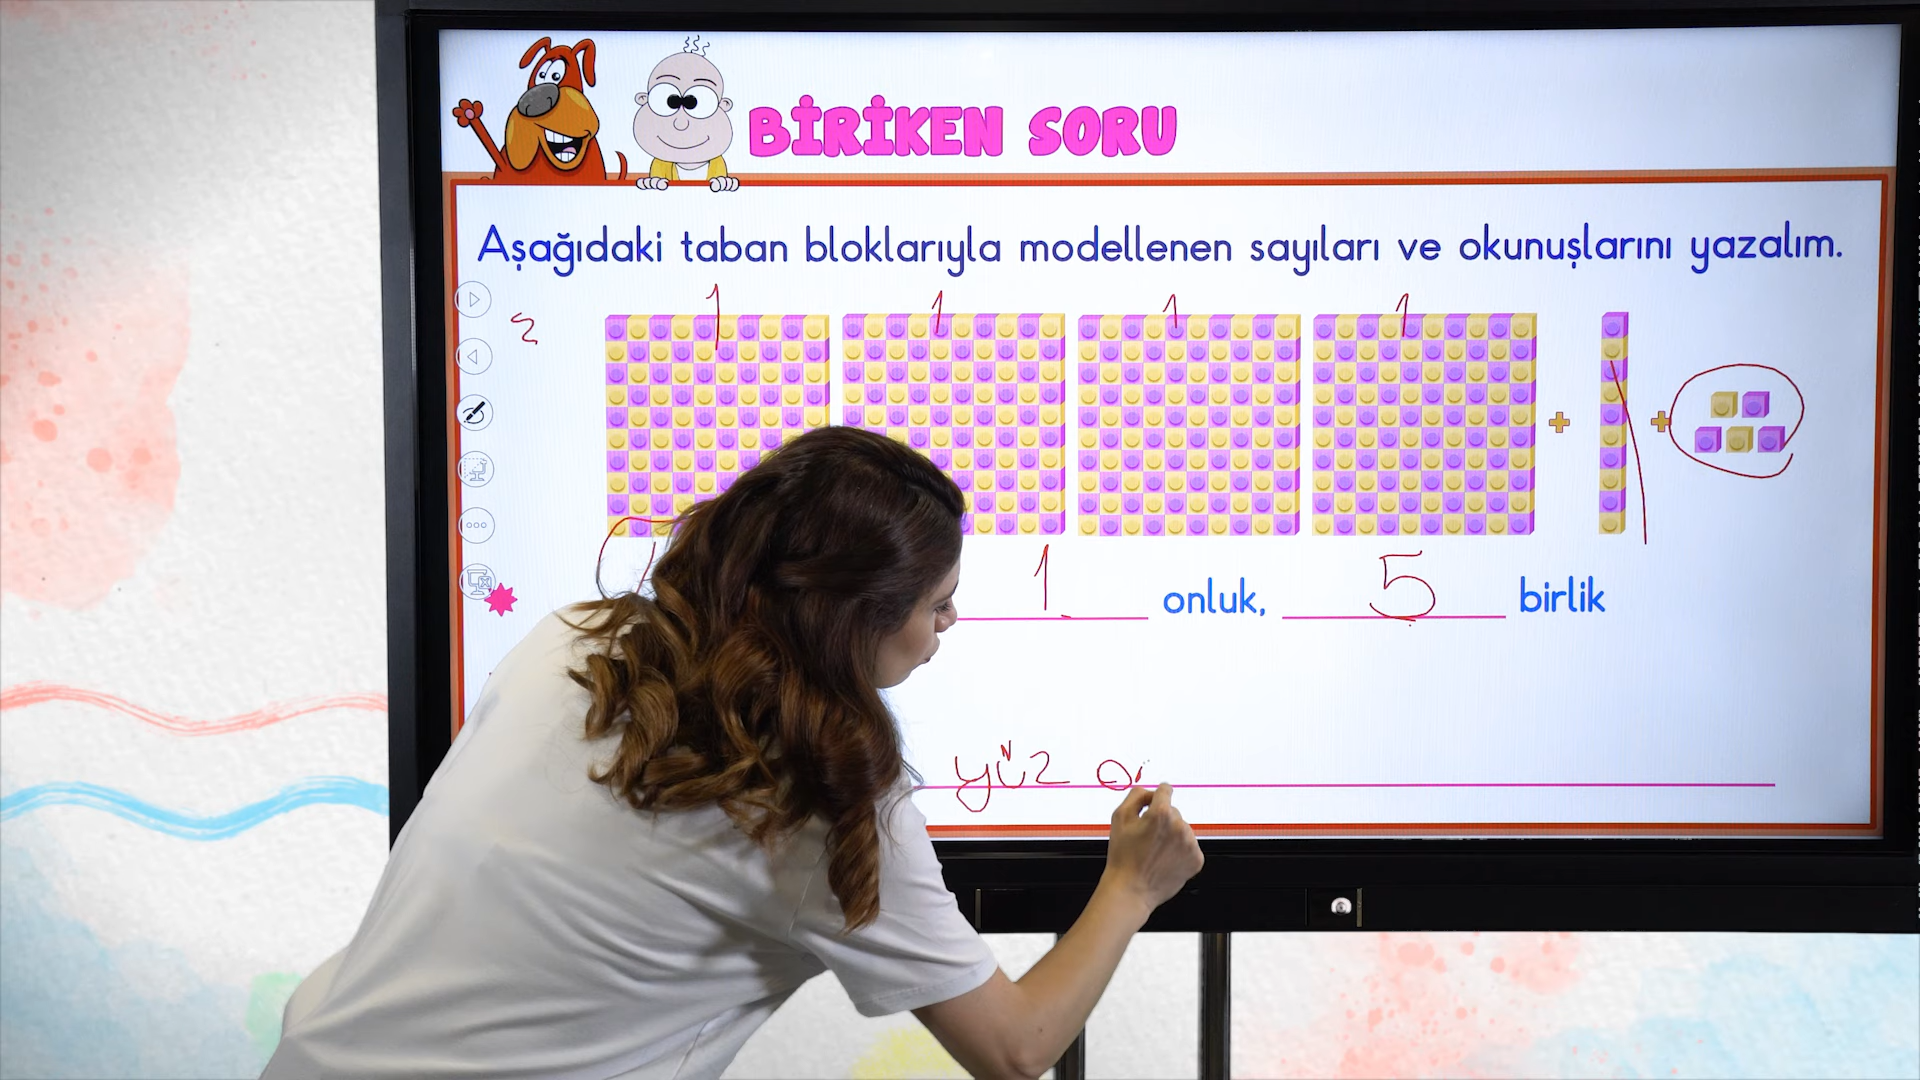 BİRİKEN SORU
Aşağıdaki taban bloklarıyla modellenen sayıları ve okunuşlarını yazalım.
1 1 1 1
+ +
1 onluk, 5 birlik
yüz